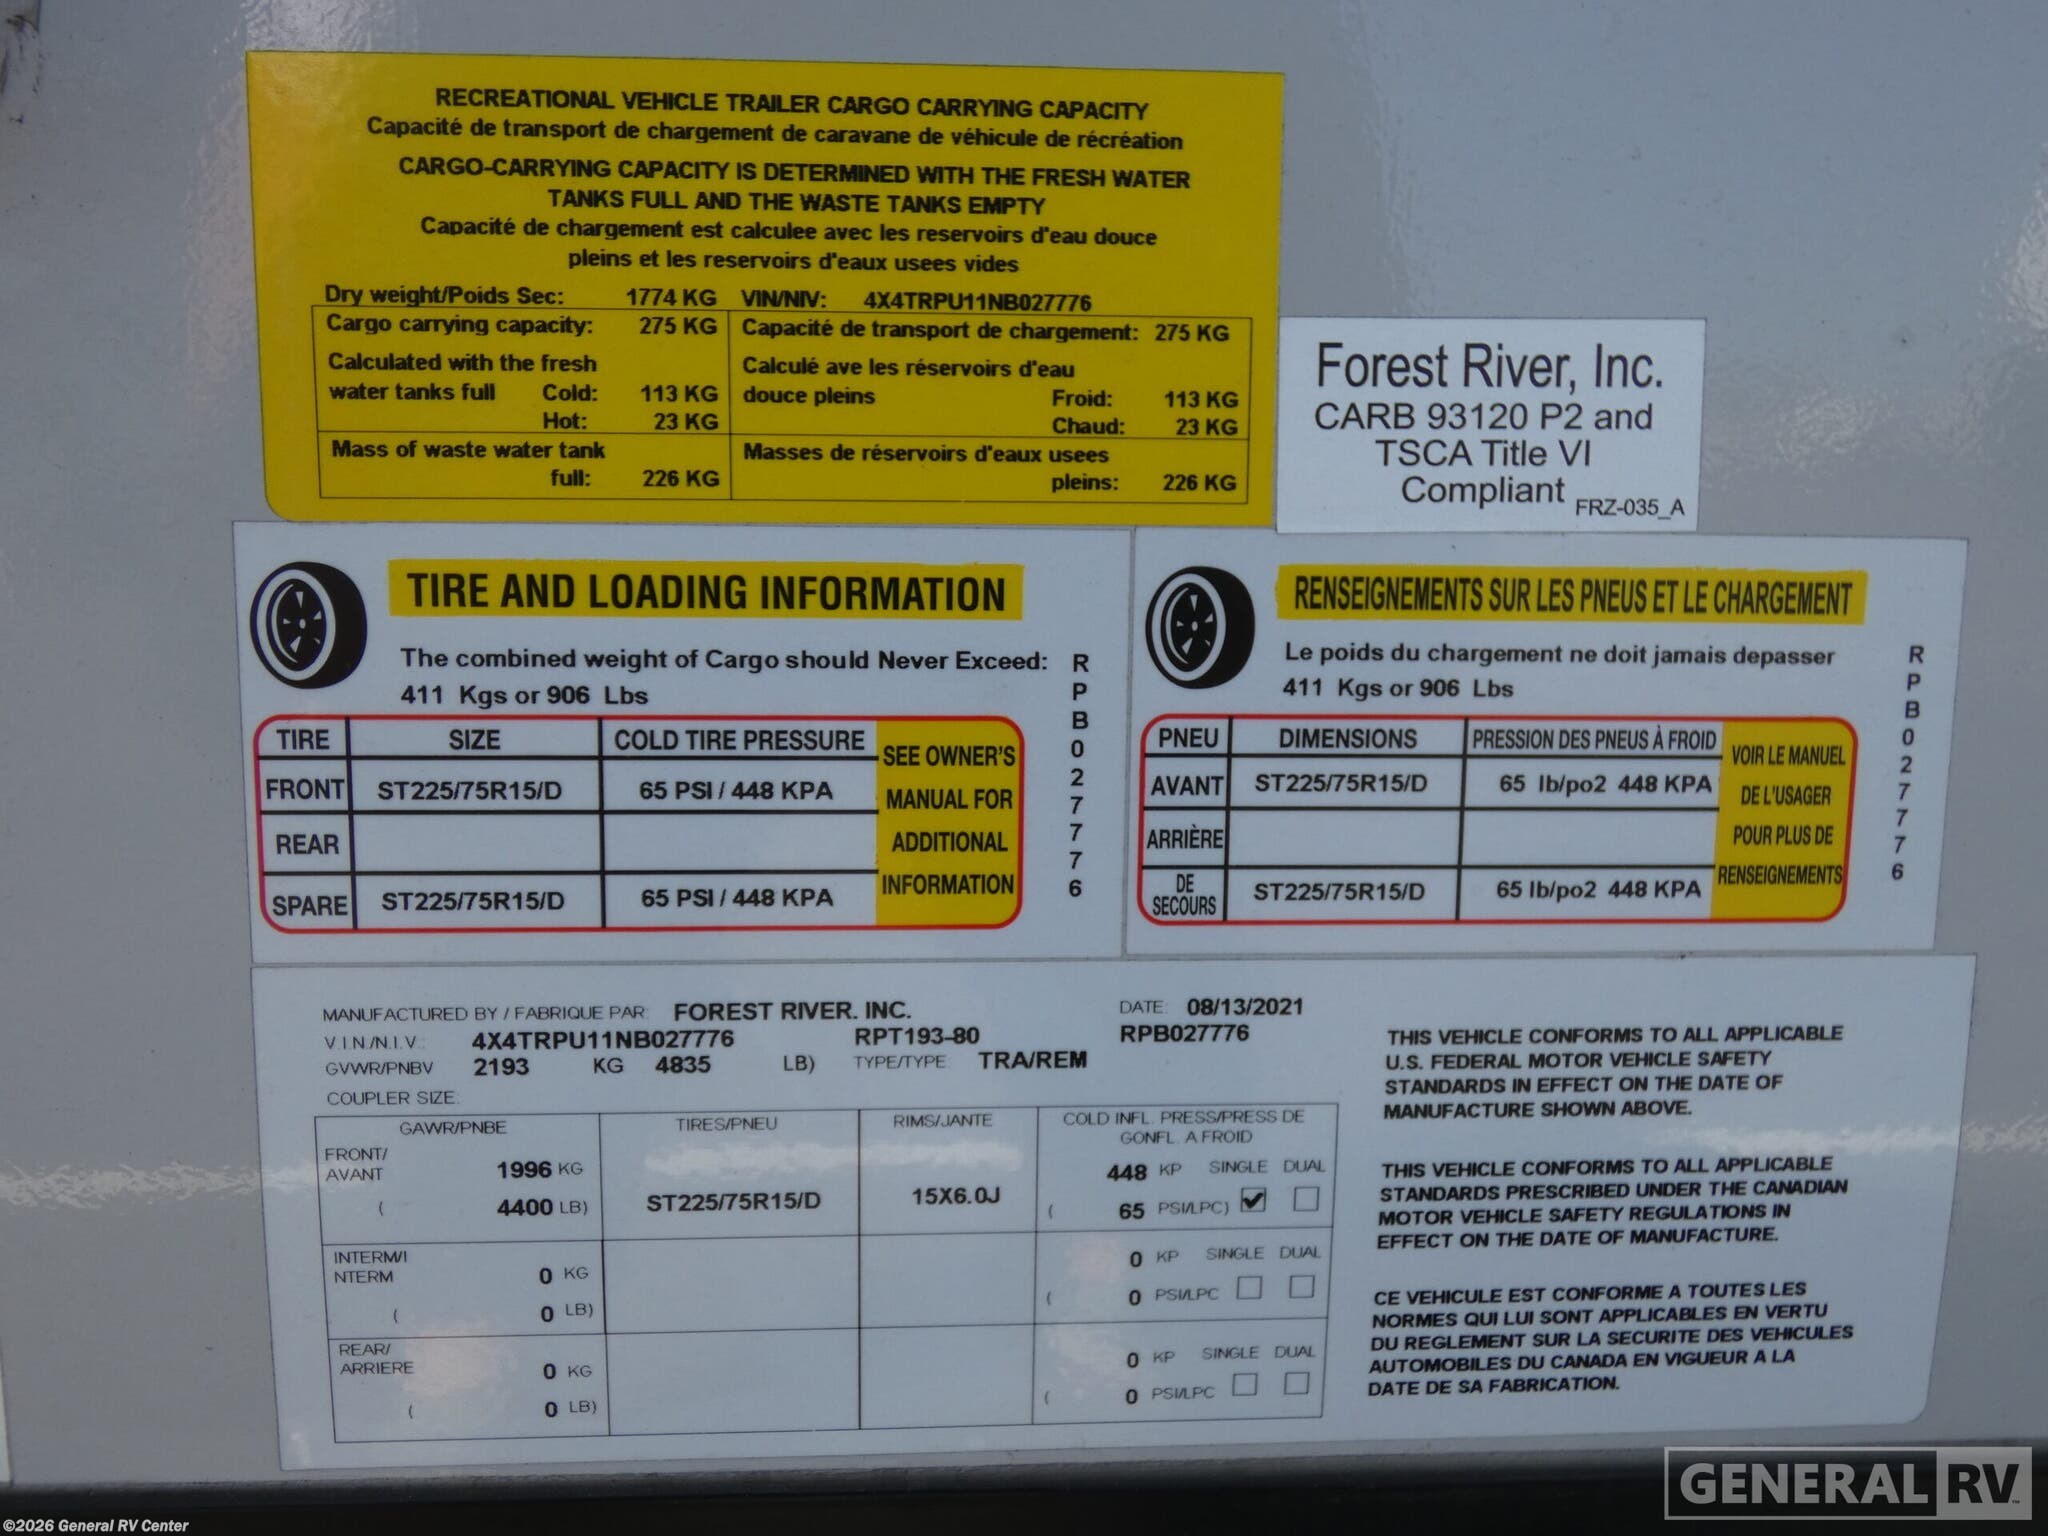 RECREATIONAL VEHICLE TRAILER CARGO CARRYING CAPACITY
Capacité de transport de chargement de caravane de véhicule de récréation
CARGO-CARRYING CAPACITY IS DETERMINED WITH THE FRESH WATER
TANKS FULL AND THE WASTE TANKS EMPTY
Capacité de chargement est calculee avec les reservoirs d'eau douce
pleins et les reservoirs d'eaux usees vides
Dry weight/Poids Sec: 1774 KG VIN/NIV: 4X4TRPU11NB027776
Cargo carrying capacity: 275 KG Capacité de transport de chargement: 275 KG
Calculated with the fresh Calculé ave les réservoirs d'eau
water tanks full Cold: 113 KG douce pleins Froid: 113 KG
Hot: 23 KG Chaud: 23 KG
Mass of waste water tank Masses de réservoirs d'eaux usees
full: 226 KG pleins: 226 KG
Forest River, Inc.
CARB 93120 P2 and
TSCA Title VI
Compliant FRZ-035_A
TIRE AND LOADING INFORMATION
The combined weight of Cargo should Never Exceed:
411 Kgs or 906 Lbs
TIRE SIZE COLD TIRE PRESSURE
FRONT ST225/75R15/D 65 PSI / 448 KPA
REAR
SPARE ST225/75R15/D 65 PSI / 448 KPA
SEE OWNER'S
MANUAL FOR
ADDITIONAL
INFORMATION
RPB027776
RENSEIGNEMENTS SUR LES PNEUS ET LE CHARGEMENT
Le poids du chargement ne doit jamais depasser
411 Kgs or 906 Lbs
PNEU DIMENSIONS PRESSION DES PNEUS À FROID
AVANT ST225/75R15/D 65 lb/po2 448 KPA
ARRIÈRE
DE
SECOURS ST225/75R15/D 65 lb/po2 448 KPA
VOIR LE MANUEL
DE L'USAGER
POUR PLUS DE
RENSEIGNEMENTS
RPB027776
MANUFACTURED BY / FABRIQUE PAR: FOREST RIVER. INC. DATE: 08/13/2021
V.I.N./N.I.V.: 4X4TRPU11NB027776 RPT193-80 RPB027776
GVWR/PNBV 2193 KG 4835 LB) TYPE/TYPE: TRA/REM
COUPLER SIZE:
GAWR/PNBE TIRES/PNEU RIMS/JANTE COLD INFL. PRESS/PRESS DE
GONFL. A FROID
FRONT/
AVANT 1996 KG 448 KP SINGLE DUAL
( 4400 LB) ST225/75R15/D 15X6.0J ( 65 PSI/LPC) ✔
INTERM/I
NTERM 0 KG 0 KP SINGLE DUAL
( 0 LB) ( 0 PSI/LPC
REAR/
ARRIERE 0 KG 0 KP SINGLE DUAL
( 0 LB) ( 0 PSI/LPC
THIS VEHICLE CONFORMS TO ALL APPLICABLE
U.S. FEDERAL MOTOR VEHICLE SAFETY
STANDARDS IN EFFECT ON THE DATE OF
MANUFACTURE SHOWN ABOVE.
THIS VEHICLE CONFORMS TO ALL APPLICABLE
STANDARDS PRESCRIBED UNDER THE CANADIAN
MOTOR VEHICLE SAFETY REGULATIONS IN
EFFECT ON THE DATE OF MANUFACTURE.
CE VEHICULE EST CONFORME A TOUTES LES
NORMES QUI LUI SONT APPLICABLES EN VERTU
DU REGLEMENT SUR LA SECURITE DES VEHICULES
AUTOMOBILES DU CANADA EN VIGUEUR A LA
DATE DE SA FABRICATION.
GENERAL RV™
©2026 General RV Center